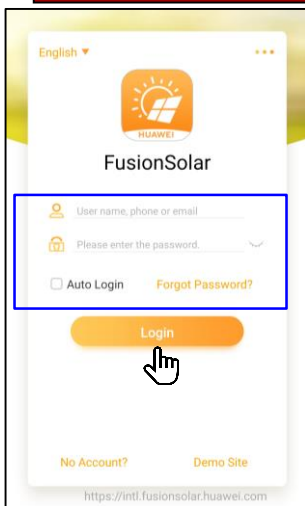 English ▼
HUAWEI
FusionSolar
User name, phone or email
Please enter the password.
Auto Login Forgot Password?
Login
No Account? Demo Site
https://intl.fusionsolar.huawei.com